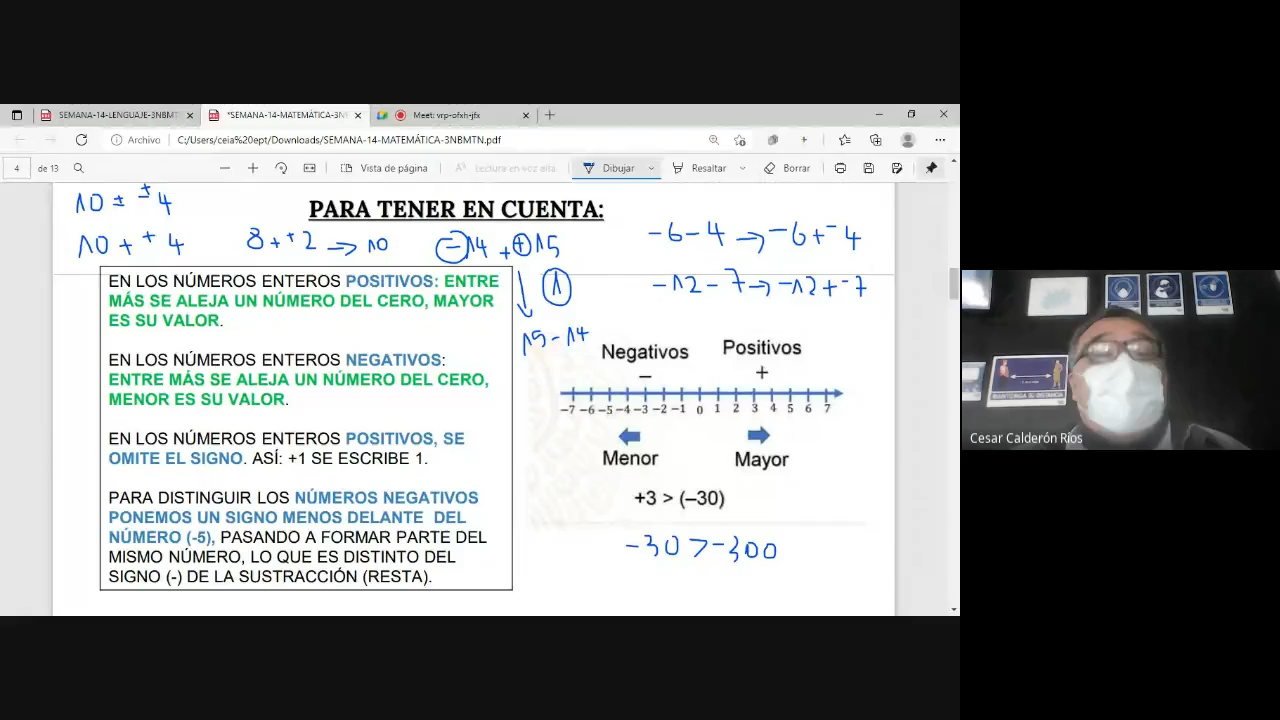 SEMANA-14-LENGUAJE-3NBMT
*SEMANA-14-MATEMÁTICA-3N
Meet: vrp-ofxh-jfx
Archivo
C:/Users/ceia%20ept/Downloads/SEMANA-14-MATEMÁTICA-3NBMTN.pdf
4 de 13
Vista de página
Lectura en voz alta
Dibujar
Resaltar
Borrar
10 ± ± 4
PARA TENER EN CUENTA:
10 + + 4
8 + + 2 → 10
-14 + + 15
-6 - 4 → -6 + -4
1
-12 - 7 → -12 + -7
15 - 14
EN LOS NÚMEROS ENTEROS POSITIVOS: ENTRE
MÁS SE ALEJA UN NÚMERO DEL CERO, MAYOR
ES SU VALOR.
EN LOS NÚMEROS ENTEROS NEGATIVOS:
ENTRE MÁS SE ALEJA UN NÚMERO DEL CERO,
MENOR ES SU VALOR.
EN LOS NÚMEROS ENTEROS POSITIVOS, SE
OMITE EL SIGNO. ASÍ: +1 SE ESCRIBE 1.
PARA DISTINGUIR LOS NÚMEROS NEGATIVOS
PONEMOS UN SIGNO MENOS DELANTE DEL
NÚMERO (-5), PASANDO A FORMAR PARTE DEL
MISMO NÚMERO, LO QUE ES DISTINTO DEL
SIGNO (-) DE LA SUSTRACCIÓN (RESTA).
Negativos Positivos
– +
-7 -6 -5 -4 -3 -2 -1 0 1 2 3 4 5 6 7
Menor Mayor
+3 > (–30)
-30 > -300
Cesar Calderón Ríos